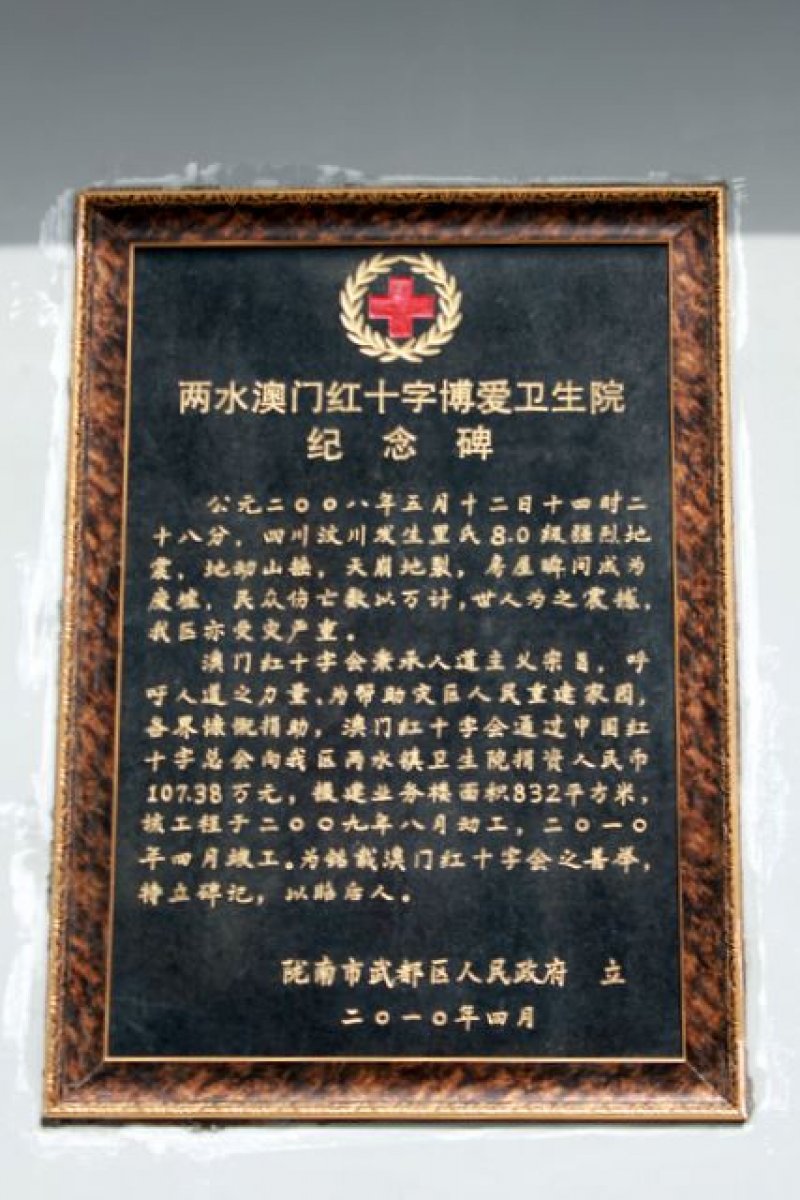 两水澳门红十字博爱卫生院
纪念碑
公元二〇〇八年五月十二日十四时二
十八分，四川汶川发生里氏8.0级强烈地
震，地动山摇，天崩地裂，房屋瞬间成为
废墟，民众伤亡数以万计，世人为之震撼，
我区亦受灾严重。
澳门红十字会秉承人道主义宗旨，呼
呼人道之力量、为帮助灾区人民重建家园，
各界慷慨捐助，澳门红十字会通过中国红
十字总会向我区两水镇卫生院捐资人民币
107.38万元，援建业务楼面积832平方米，
该工程于二〇〇九年八月动工，二〇一〇
年四月竣工。为铭载澳门红十字会之善举，
特立碑记，以昭后人。
陇南市武都区人民政府 立
二〇一〇年四月